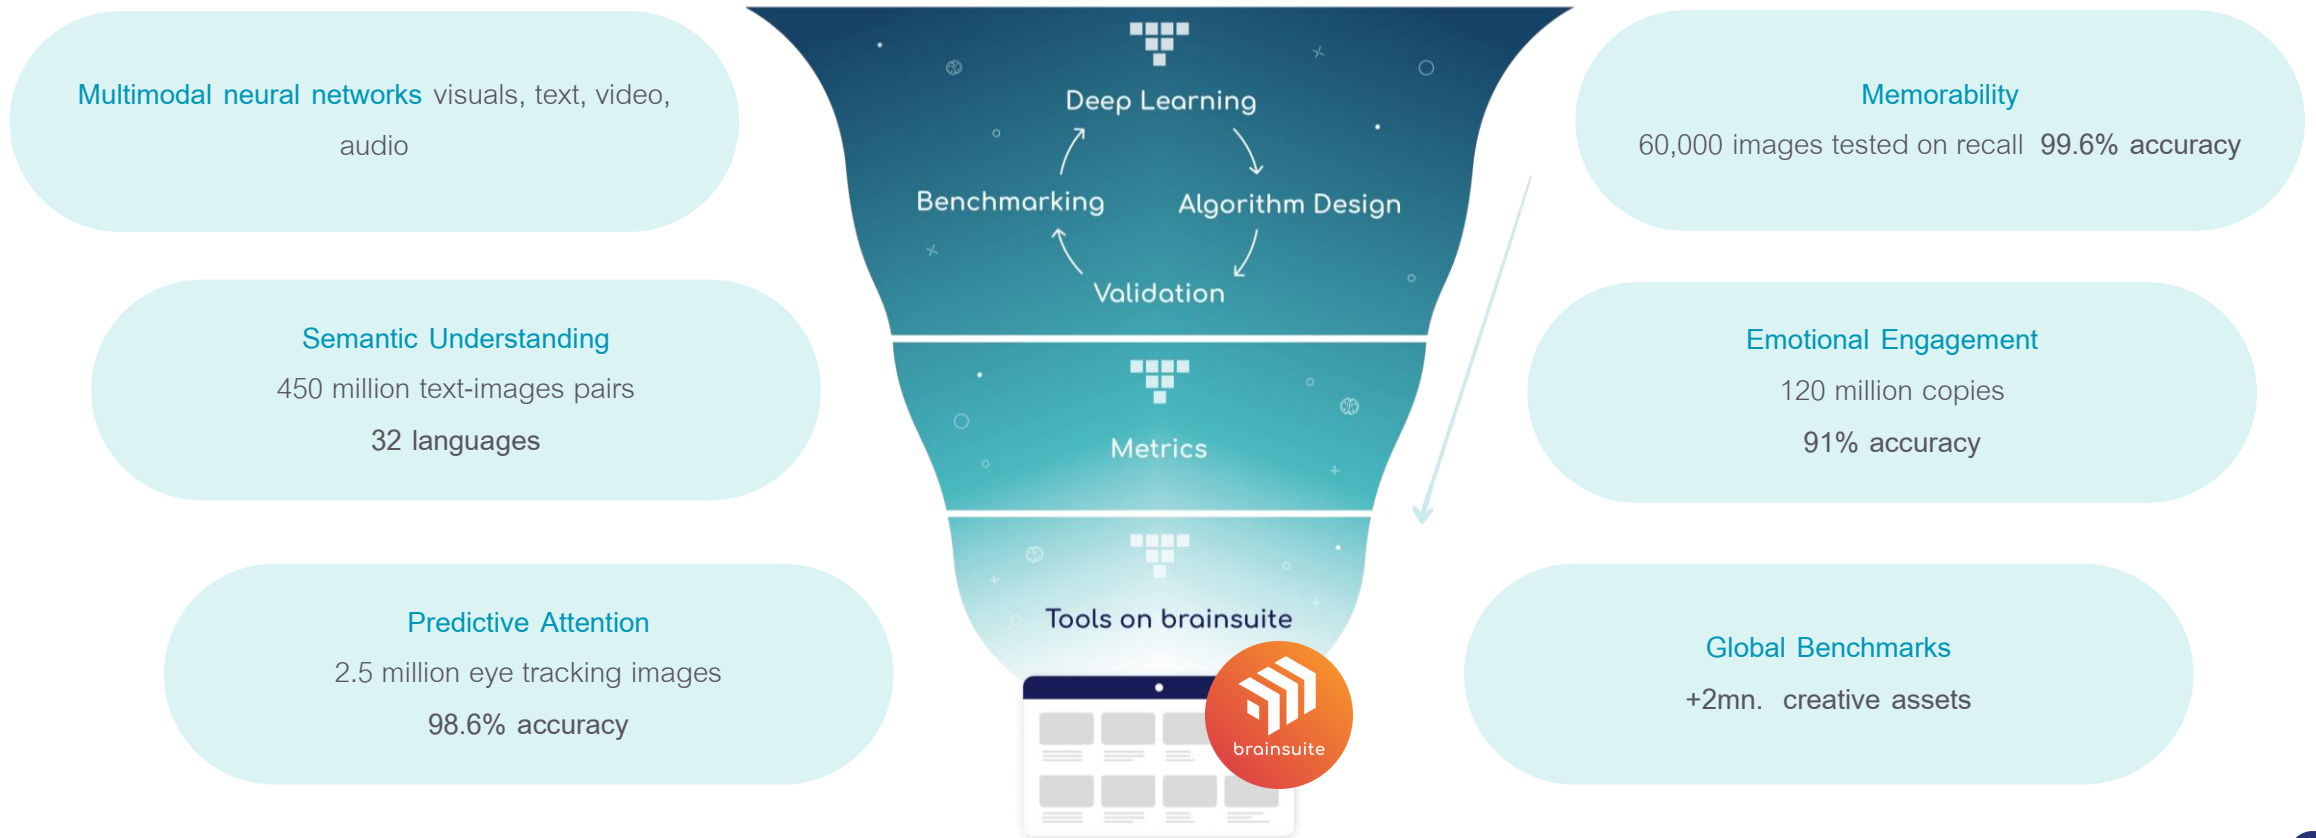 Multimodal neural networks visuals, text, video,
audio
Semantic Understanding
450 million text-images pairs
32 languages
Predictive Attention
2.5 million eye tracking images
98.6% accuracy
Deep Learning
Benchmarking
Algorithm Design
Validation
Metrics
Tools on brainsuite
brainsuite
Memorability
60,000 images tested on recall 99.6% accuracy
Emotional Engagement
120 million copies
91% accuracy
Global Benchmarks
+2mn. creative assets